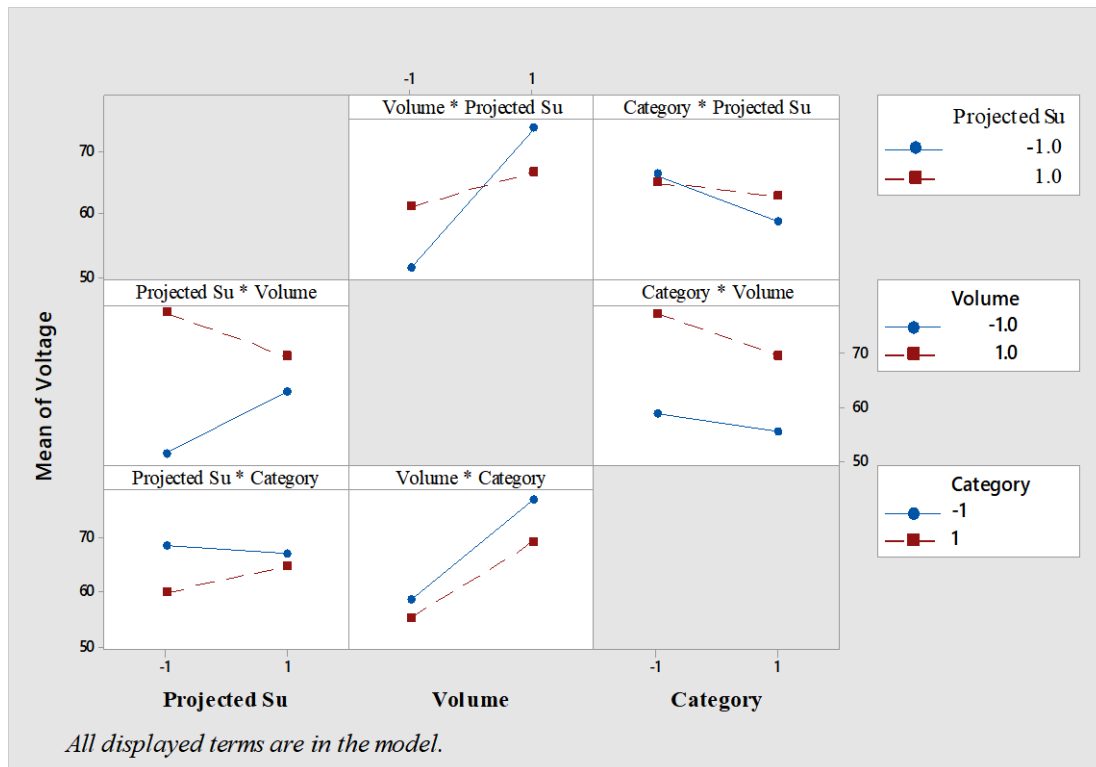 -1 1
Volume * Projected Su Category * Projected Su
Projected Su
-1.0
1.0
70
60
50
Projected Su * Volume Category * Volume
Volume
-1.0
1.0
70
60
50
Mean of Voltage
Projected Su * Category Volume * Category
Category
-1
1
70
60
50
-1 1 -1 1
Projected Su Volume Category
All displayed terms are in the model.